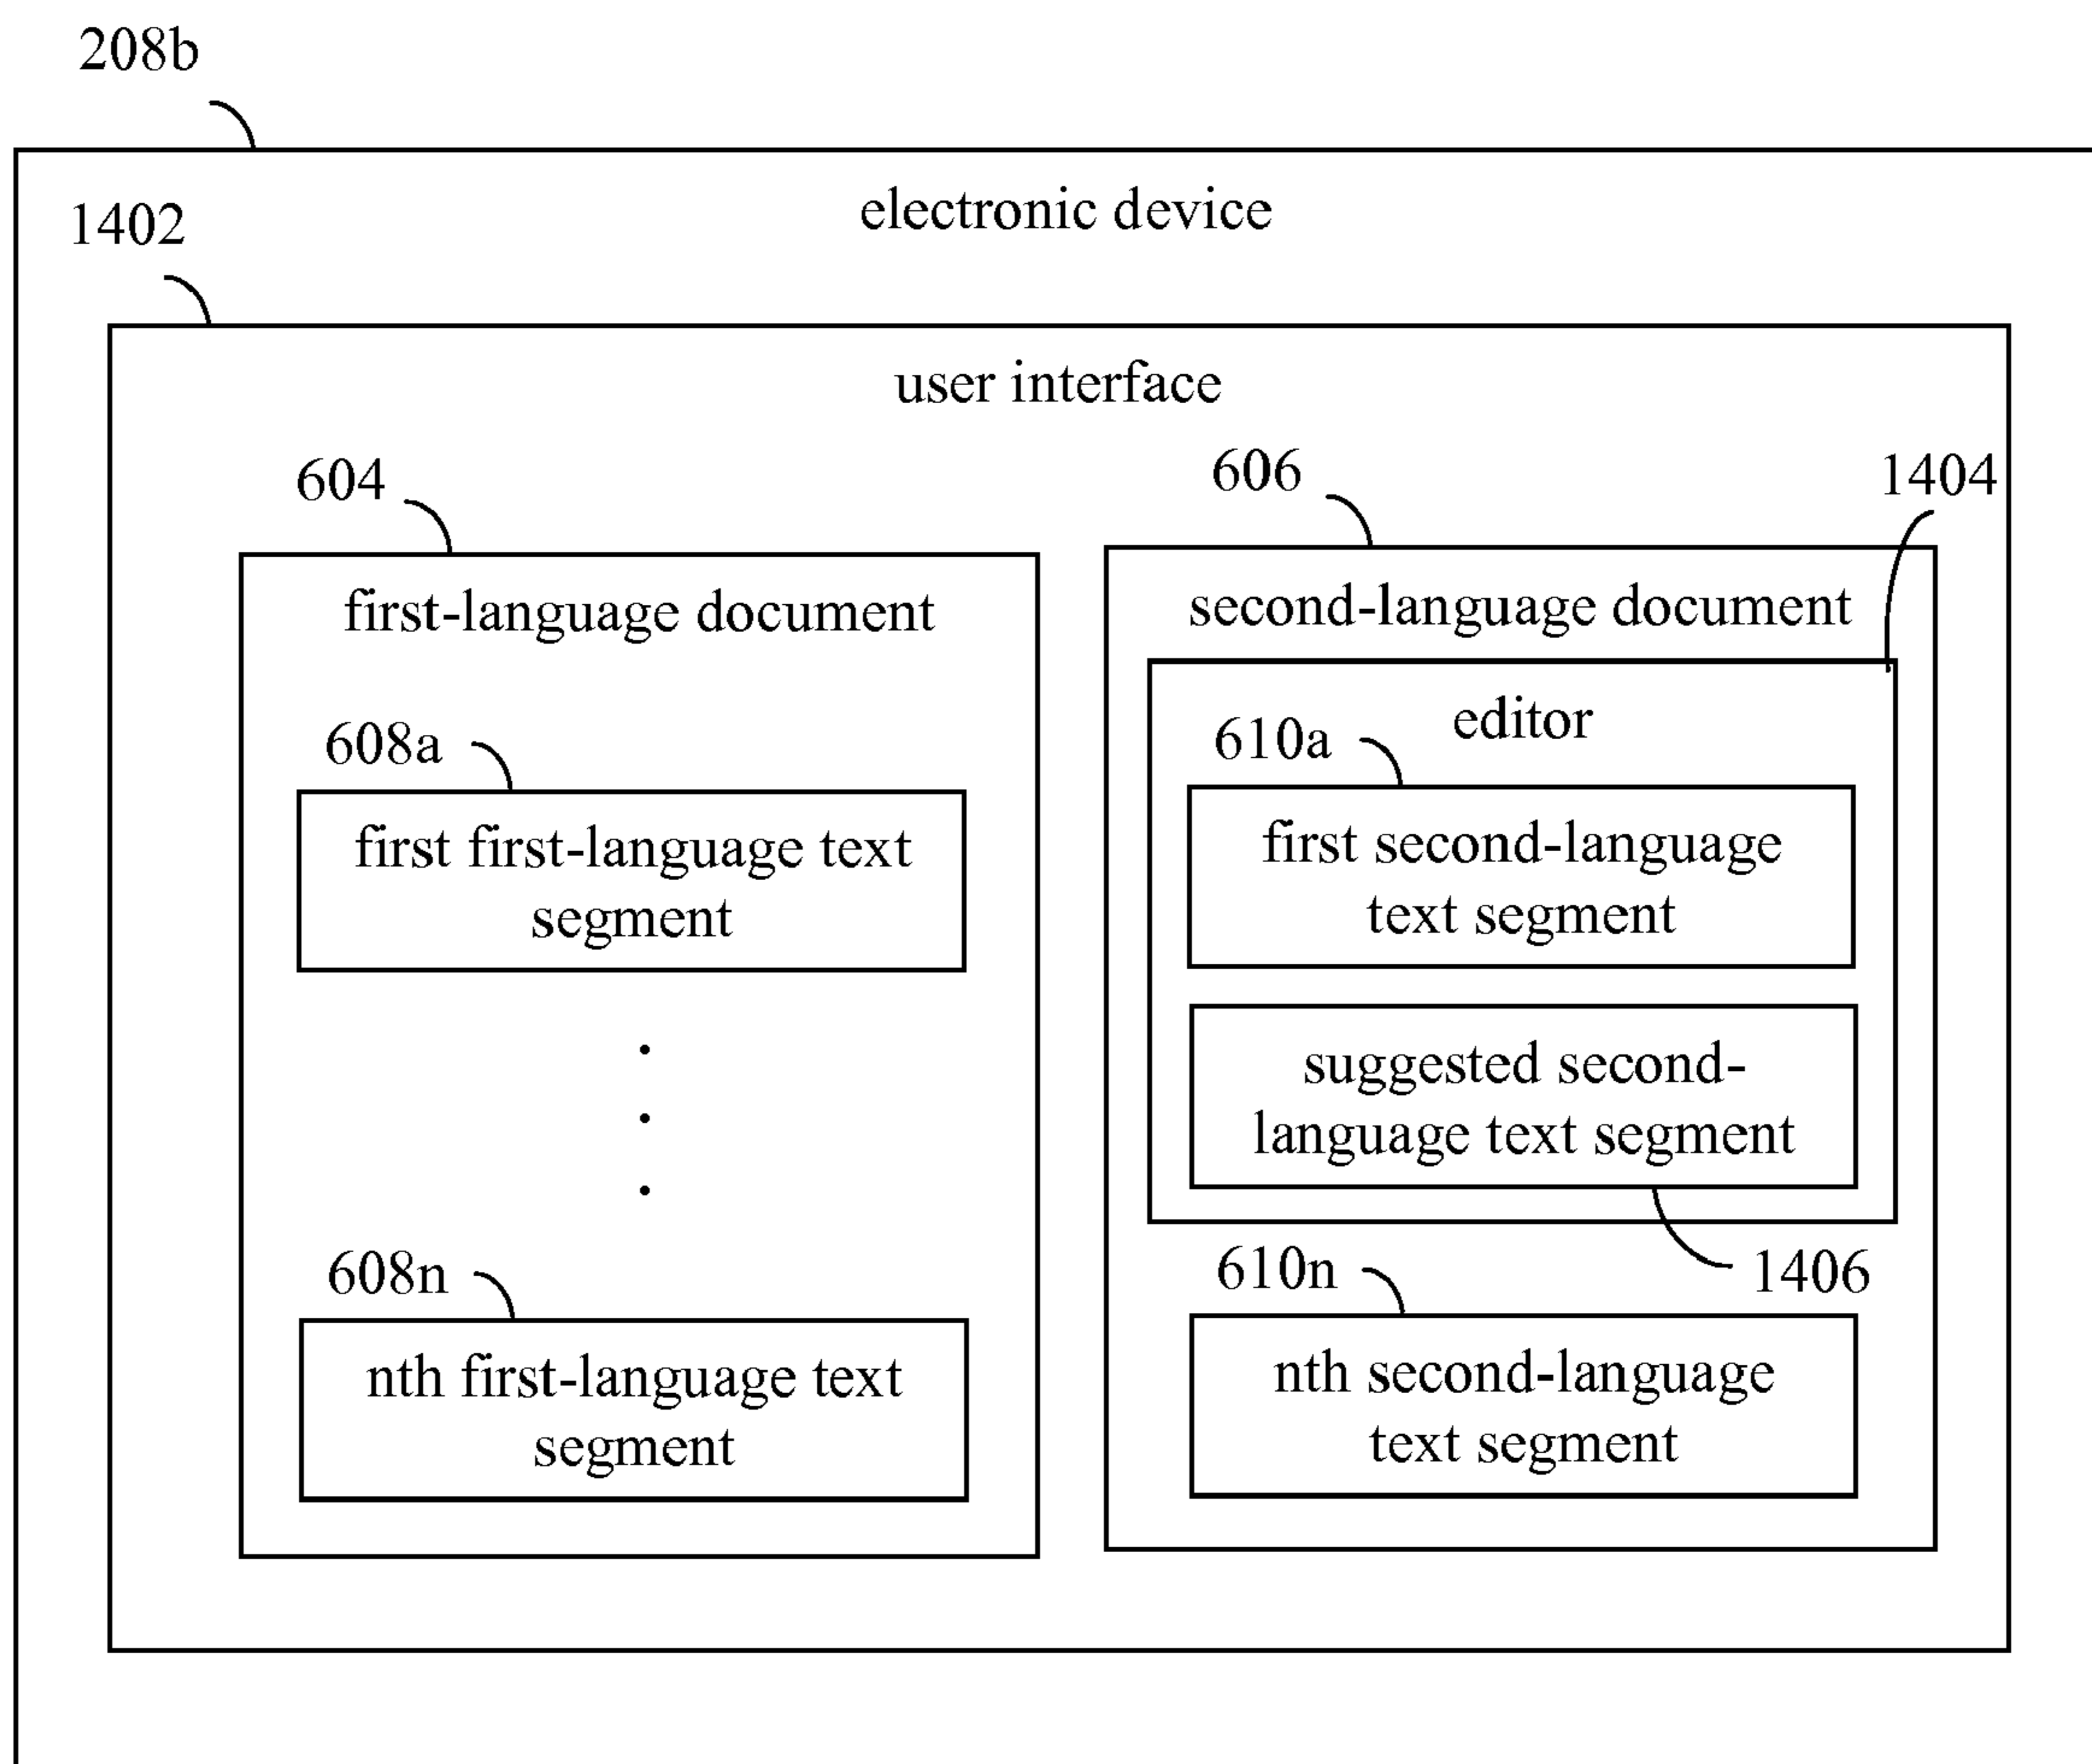 208b
electronic device
1402
user interface
604
first-language document
608a
first first-language text
segment
.
.
.
608n
nth first-language text
segment
606
1404
second-language document
editor
610a
first second-language
text segment
suggested second-
language text segment
1406
610n
nth second-language
text segment